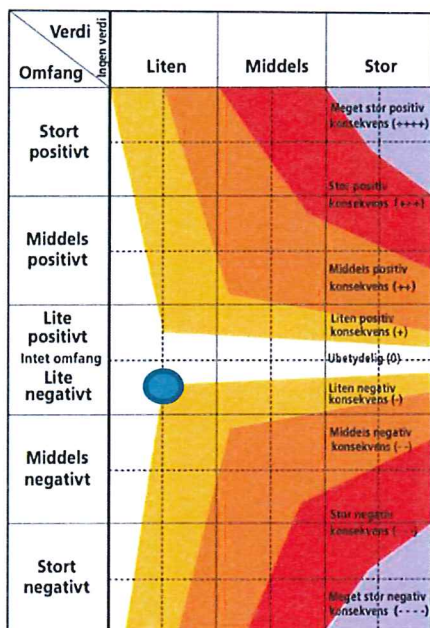 Verdi
Omfang
Ingen verdi
Liten
Middels
Stor
Stort
positivt
Middels
positivt
Lite
positivt
Intet omfang
Lite
negativt
Middels
negativt
Stort
negativt
Meget stor positiv
konsekvens (++++)
Stor positiv
konsekvens (+++)
Middels positiv
konsekvens (++)
Liten positiv
konsekvens (+)
Ubetydelig (0)
Liten negativ
konsekvens (-)
Middels negativ
konsekvens (--)
Stor negativ
konsekvens (---)
Meget stor negativ
konsekvens (----)